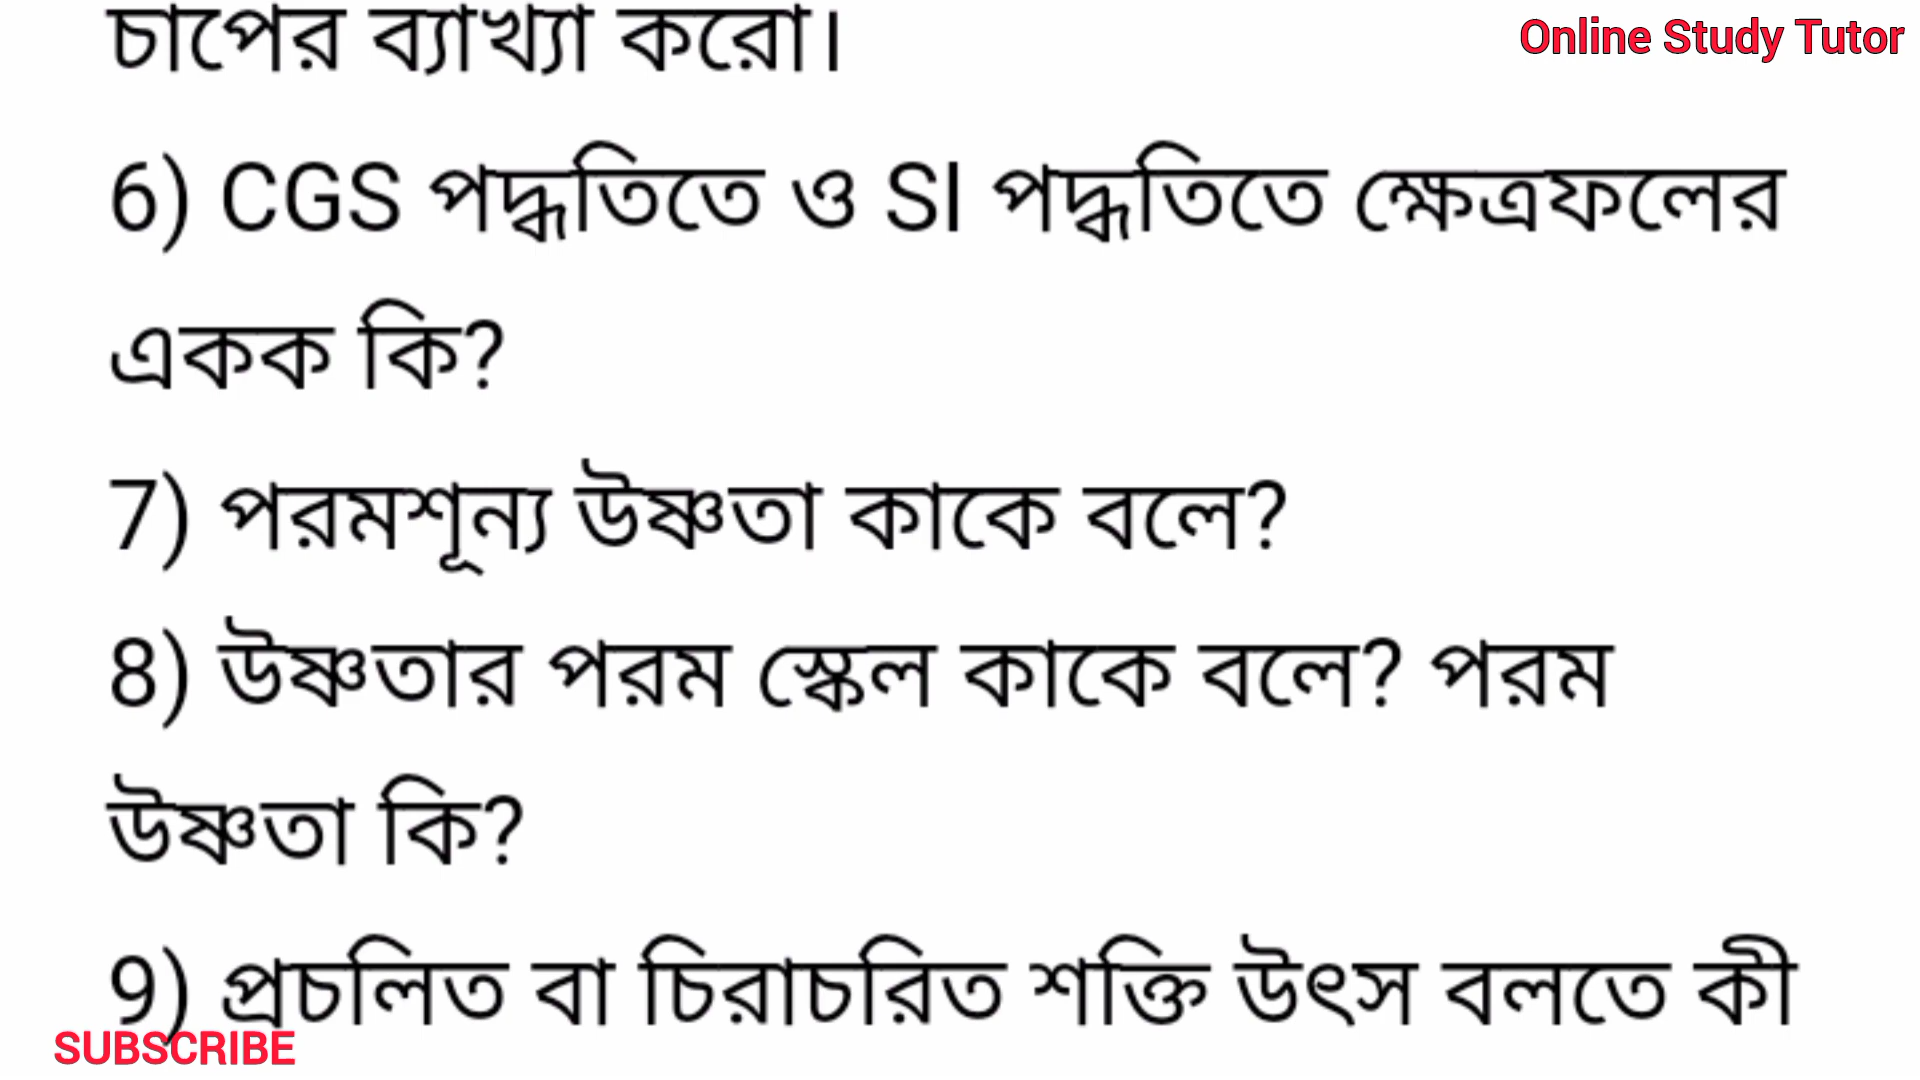 চাপের ব্যাখ্যা করো।
Online Study Tutor
6) CGS পদ্ধতিতে ও SI পদ্ধতিতে ক্ষেত্রফলের
একক কি?
7) পরমশূন্য উষ্ণতা কাকে বলে?
8) উষ্ণতার পরম স্কেল কাকে বলে? পরম
উষ্ণতা কি?
9) প্রচলিত বা চিরাচরিত শক্তি উৎস বলতে কী
SUBSCRIBE